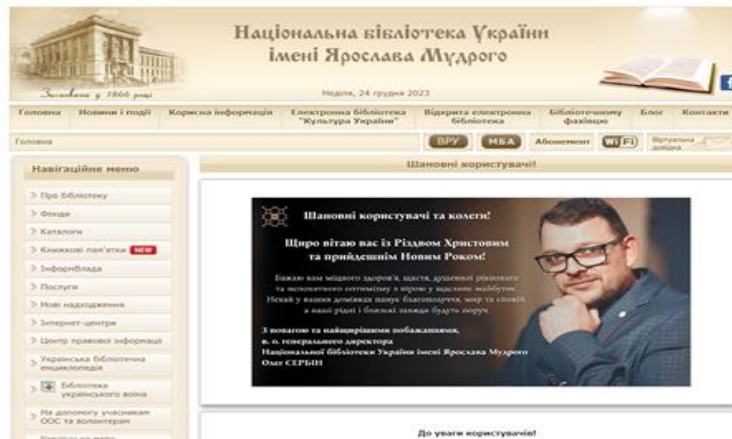 Національна бібліотека України
імені Ярослава Мудрого
Заснована у 1866 році
Неділя, 24 грудня 2023
Головна
Новини і події
Корисна інформація
Електронна бібліотека
"Культура України"
Відкрита електронна
бібліотека
Бібліотечному
фахівцю
Блог
Контакти
Головна
ВРУ
МБА
Абонемент
Wi Fi
Віртуальна
довідка
Навігаційне меню
Шановні користувачі!
Про бібліотеку
Фонди
Каталоги
Книжкові пам'ятки NEW
ІнформВлада
Послуги
Нові надходження
Інтернет-центри
Центр правової інформації
Українська бібліотечна
енциклопедія
Бібліотека
українського воїна
На допомогу учасникам
ООС та волонтерам
Шановні користувачі та колеги!
Щиро вітаю вас із Різдвом Христовим
та прийдешнім Новим Роком!
Бажаю вам міцного здоров'я, щастя, душевної рівноваги
та непохитного оптимізму з вірою у щасливе майбутнє.
Нехай у ваших домівках панує благополуччя, мир та спокій,
а ваші рідні і близькі завжди будуть поруч.
З повагою та найщирішими побажаннями,
в. о. генерального директора
Національної бібліотеки України імені Ярослава Мудрого
Олег СЕРБІН
До уваги користувачів!